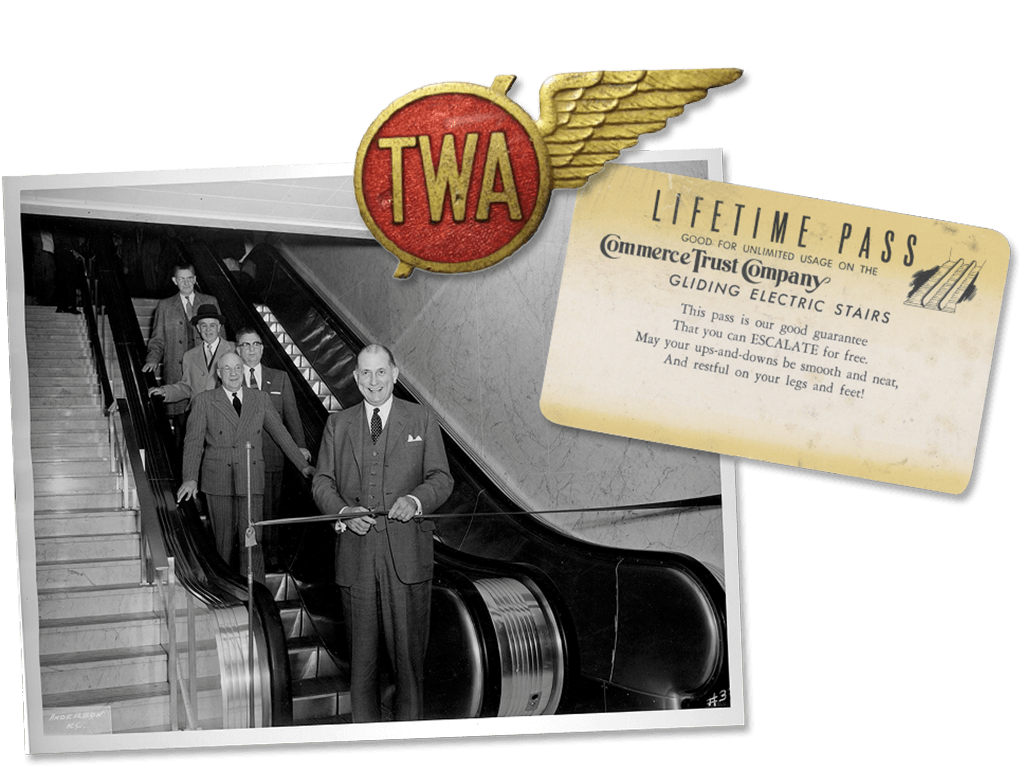 TWA
LIFETIME PASS
GOOD FOR UNLIMITED USAGE ON THE
Commerce Trust Company
GLIDING ELECTRIC STAIRS
This pass is our good guarantee
That you can ESCALATE for free.
May your ups-and-downs be smooth and neat,
And restful on your legs and feet!
#3
ANDERSON
K.C.